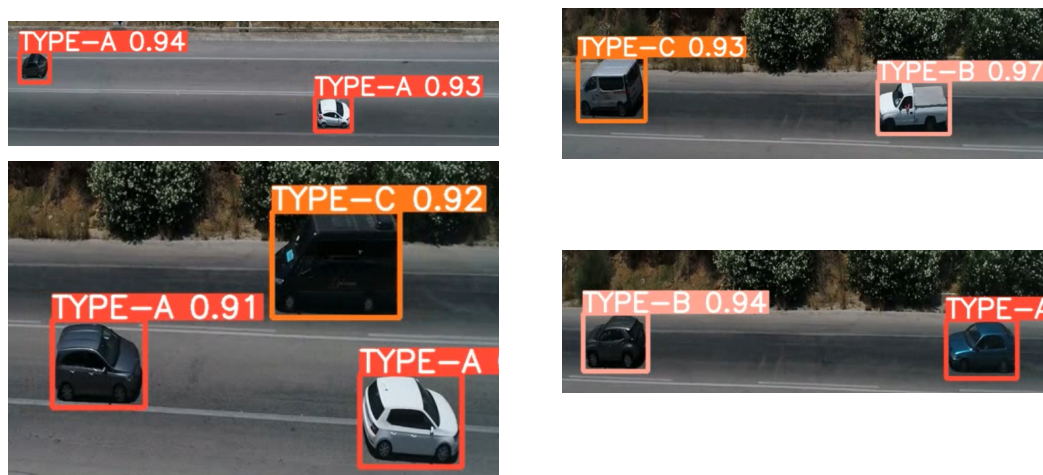 TYPE-A 0.94
TYPE-A 0.93
TYPE-C 0.93
TYPE-B 0.97
TYPE-C 0.92
TYPE-A 0.91
TYPE-A
TYPE-B 0.94
TYPE-A